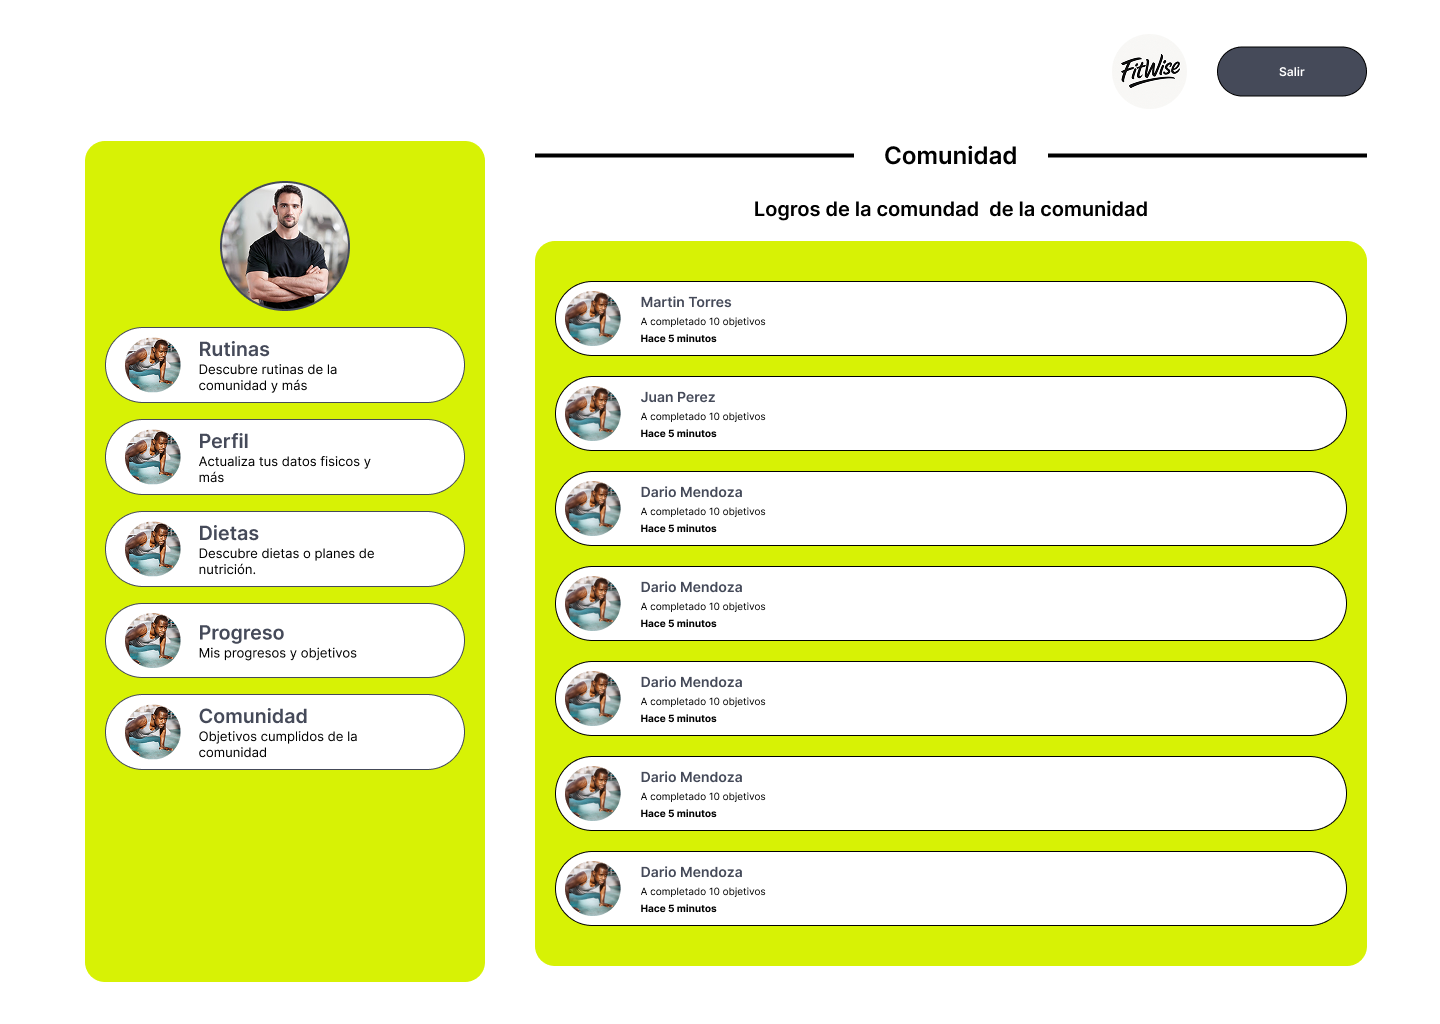 FitWise
Salir
Rutinas
Descubre rutinas de la
comunidad y más
Perfil
Actualiza tus datos fisicos y
más
Dietas
Descubre dietas o planes de
nutrición.
Progreso
Mis progresos y objetivos
Comunidad
Objetivos cumplidos de la
comunidad
Comunidad
Logros de la comundad  de la comunidad
Martin Torres
A completado 10 objetivos
Hace 5 minutos
Juan Perez
A completado 10 objetivos
Hace 5 minutos
Dario Mendoza
A completado 10 objetivos
Hace 5 minutos
Dario Mendoza
A completado 10 objetivos
Hace 5 minutos
Dario Mendoza
A completado 10 objetivos
Hace 5 minutos
Dario Mendoza
A completado 10 objetivos
Hace 5 minutos
Dario Mendoza
A completado 10 objetivos
Hace 5 minutos